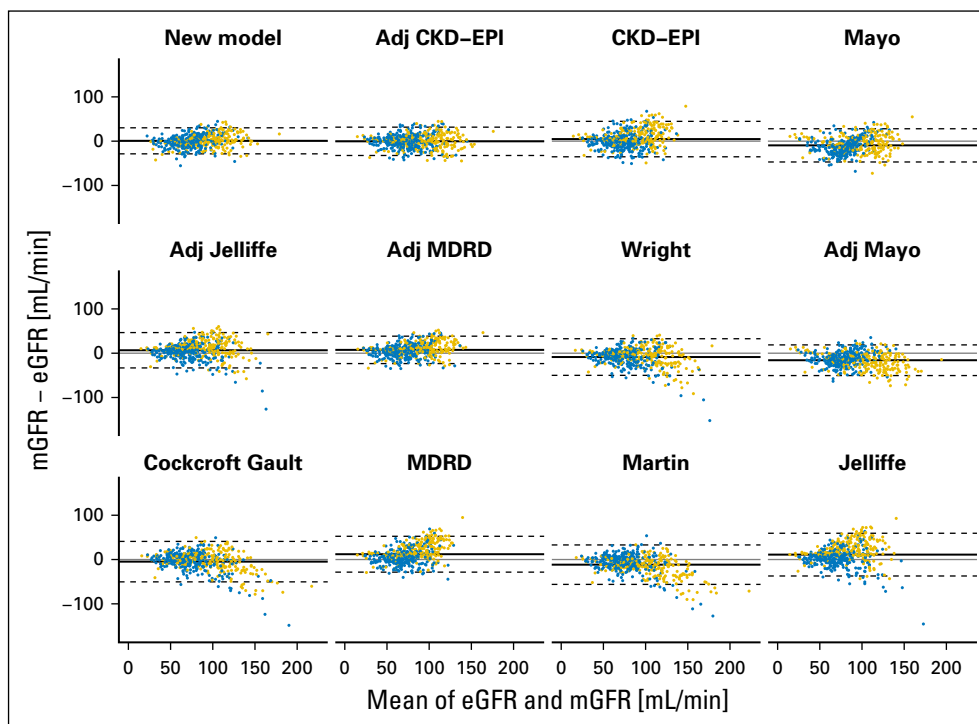 New model Adj CKD–EPI CKD–EPI Mayo
100
0
−100
Adj Jelliffe Adj MDRD Wright Adj Mayo
100
0
−100
Cockcroft Gault MDRD Martin Jelliffe
100
0
−100
0 50 100 150 200 0 50 100 150 200 0 50 100 150 200 0 50 100 150 200
mGFR – eGFR [mL/min]
Mean of eGFR and mGFR [mL/min]